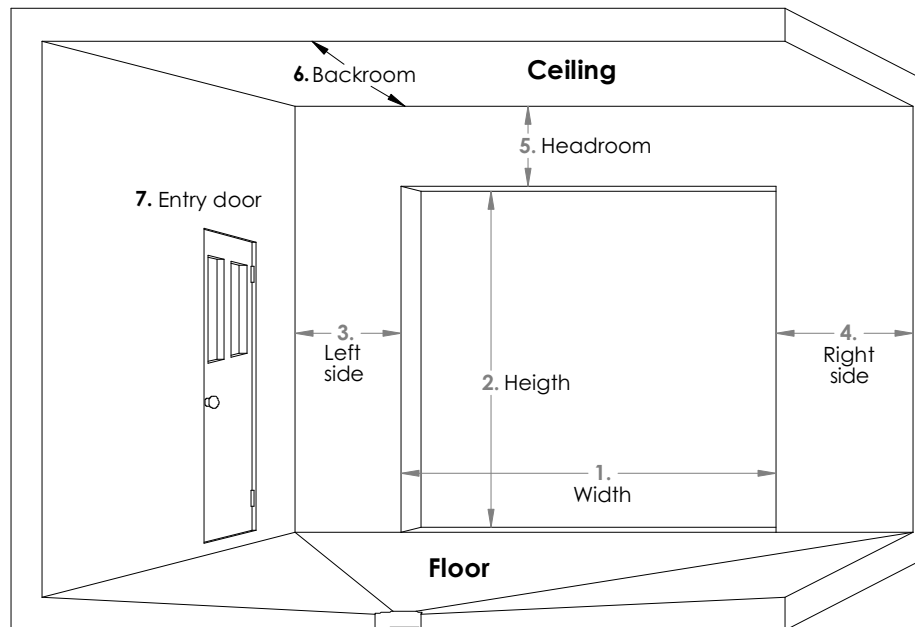 6. Backroom
Ceiling
5. Headroom
7. Entry door
3.
Left
side
4.
Right
side
2. Heigth
1.
Width
Floor